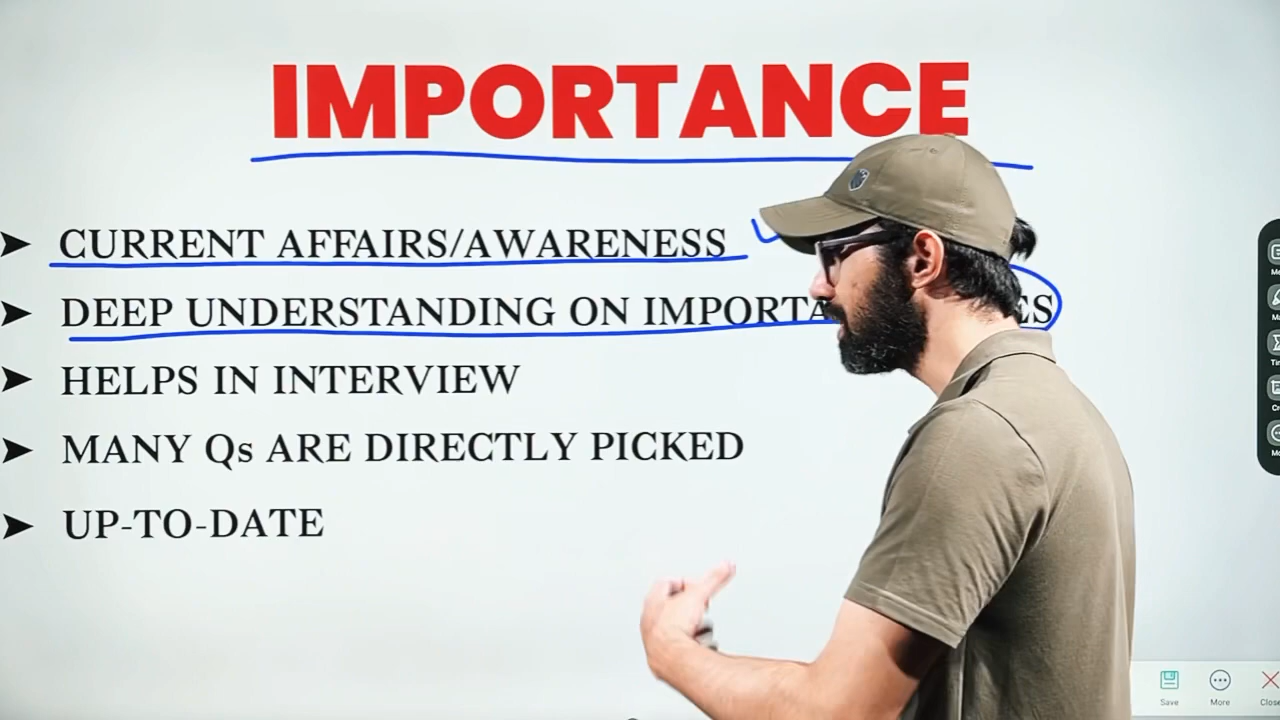 IMPORTANCE
➤ CURRENT AFFAIRS/AWARENESS
➤ DEEP UNDERSTANDING ON
➤ HELPS IN INTERVIEW
➤ MANY Qs ARE DIRECTLY PICKED
➤ UP-TO-DATE
Save More Close